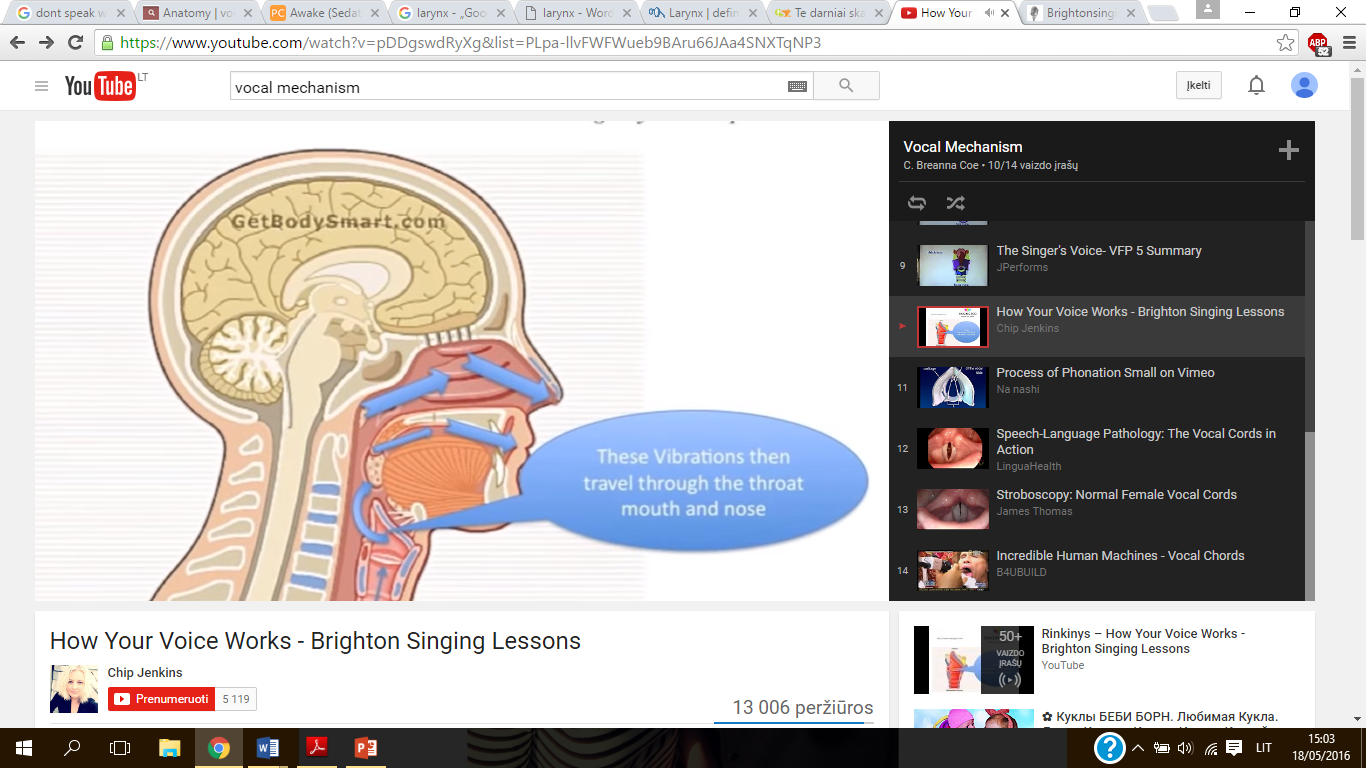 dont speak w
Anatomy | vo
Awake (Sedat
larynx - „Goo
larynx - Word
Larynx | defin
Te darniai ska
How Your
Brightonsing
https://www.youtube.com/watch?v=pDDgswdRyXg&list=PLpa-llvFWFWueb9BAru66JAa4SNXTqNP3
ABP
52
YouTube LT
vocal mechanism
Įkelti
GetBodySmart.com
These Vibrations then
travel through the throat
mouth and nose
Vocal Mechanism
C. Breanna Coe • 10/14 vaizdo įrašų
9
The Singer's Voice- VFP 5 Summary
JPerforms
How Your Voice Works - Brighton Singing Lessons
Chip Jenkins
11
Process of Phonation Small on Vimeo
Na nashi
12
Speech-Language Pathology: The Vocal Cords in
Action
LinguaHealth
13
Stroboscopy: Normal Female Vocal Cords
James Thomas
14
Incredible Human Machines - Vocal Chords
B4UBUILD
How Your Voice Works - Brighton Singing Lessons
Chip Jenkins
Prenumeruoti 5 119
13 006 peržiūros
50+
VAIZDO
ĮRAŠŲ
Rinkinys – How Your Voice Works -
Brighton Singing Lessons
YouTube
✿ Куклы БЕБИ БОРН. Любимая Кукла.
LIT
15:03
18/05/2016